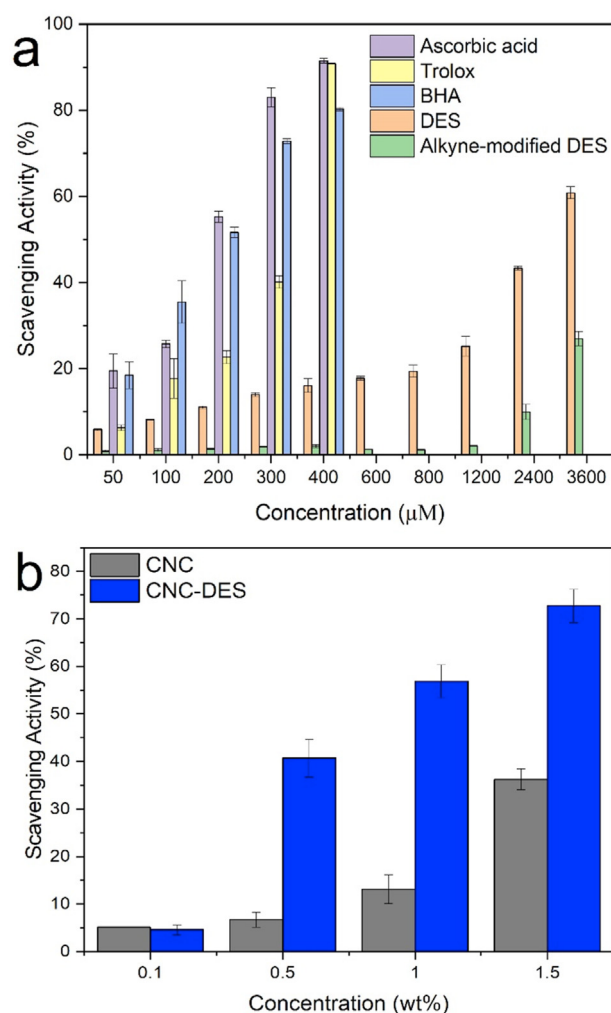 a
100
80
60
40
20
0
Scavenging Activity (%)
Ascorbic acid
Trolox
BHA
DES
Alkyne-modified DES
50 100 200 300 400 600 800 1200 2400 3600
Concentration (μM)
b
80
70
60
50
40
30
20
10
0
Scavenging Activity (%)
CNC
CNC-DES
0.1 0.5 1 1.5
Concentration (wt%)